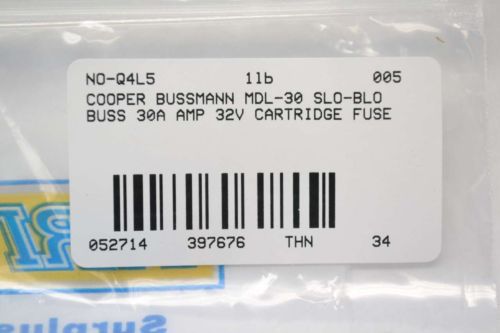 NO-Q4L5 1lb 005
COOPER BUSSMANN MDL-30 SLO-BLO
BUSS 30A AMP 32V CARTRIDGE FUSE
052714 397676 THN 34
Surplus